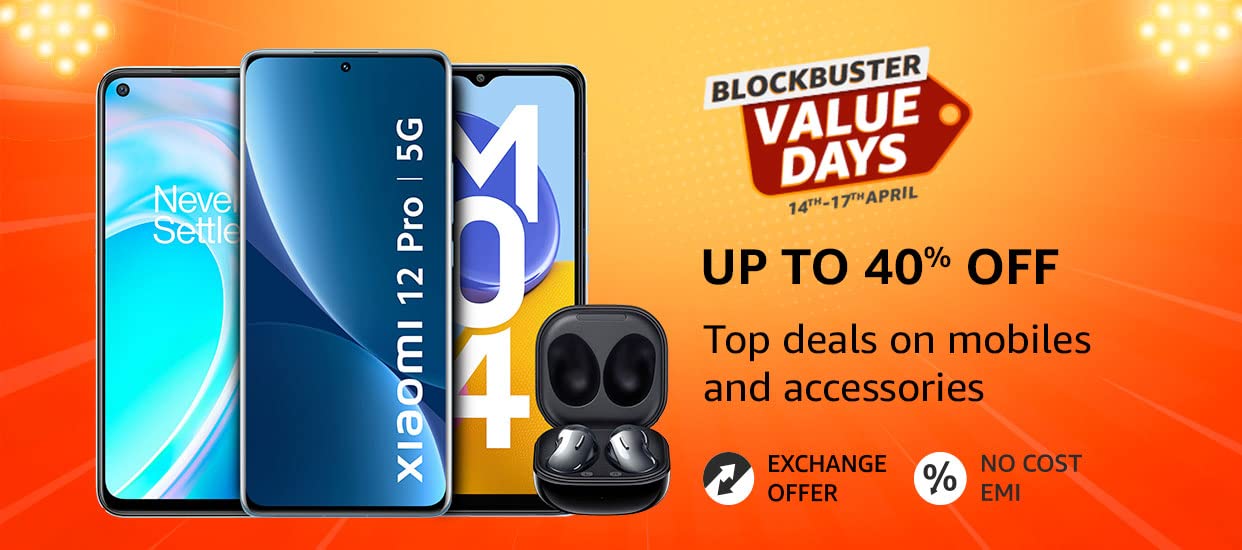 Neve
Settle
xiaomi 12 Pro | 5G
M04
BLOCKBUSTER
VALUE
DAYS
14TH-17TH APRIL
UP TO 40% OFF
Top deals on mobiles
and accessories
EXCHANGE
OFFER
%
NO COST
EMI